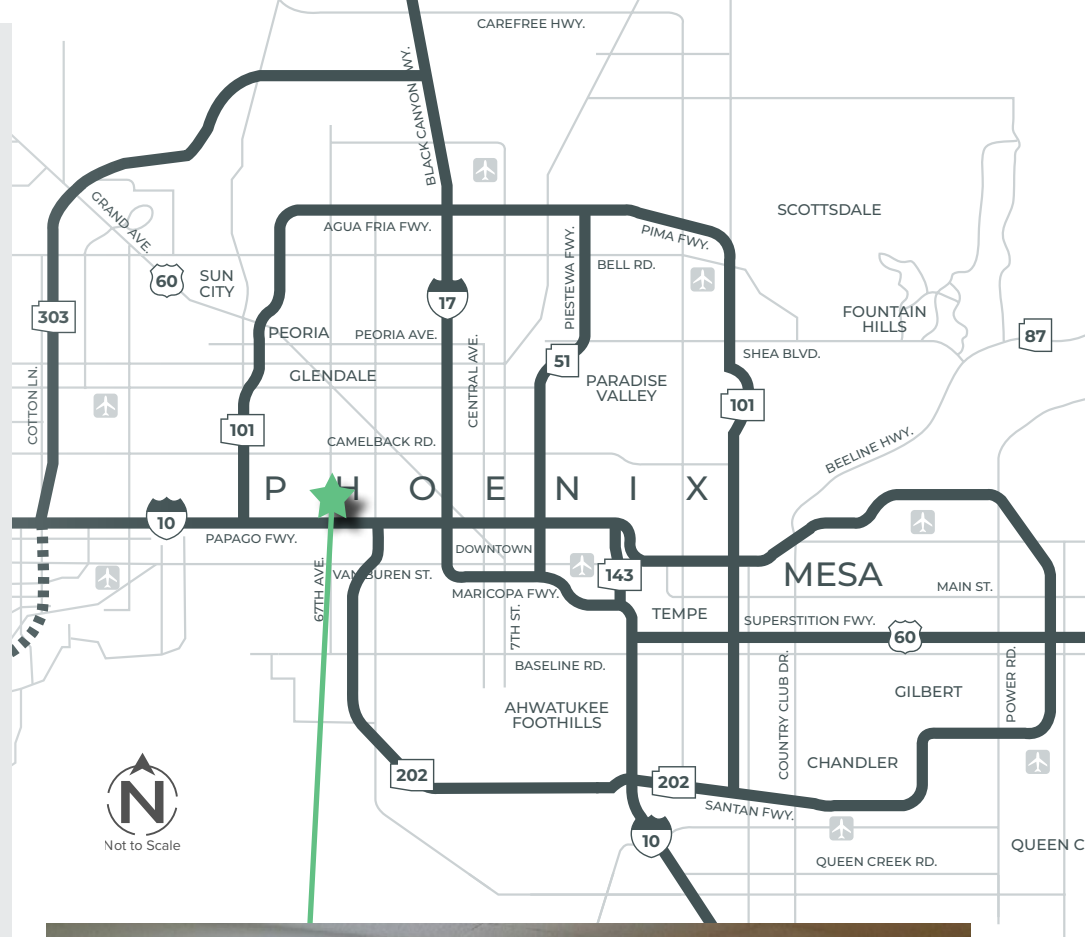 CAREFREE HWY.
BLACK CANYON WY.
GRAND AVE.
SCOTTSDALE
AGUA FRIA FWY.
PIMA FWY.
PIESTEWA FWY.
BELL RD.
60
SUN
CITY
17
303
FOUNTAIN
HILLS
87
PEORIA
PEORIA AVE.
CENTRAL AVE.
SHEA BLVD.
51
GLENDALE
PARADISE
VALLEY
COTTON LN.
101
101
CAMELBACK RD.
BEELINE HWY.
PHOENIX
10
PAPAGO FWY.
DOWNTOWN
67TH AVE.
VAN BUREN ST.
143
MESA
MARICOPA FWY.
MAIN ST.
7TH ST.
TEMPE
SUPERSTITION FWY.
60
BASELINE RD.
COUNTRY CLUB DR.
POWER RD.
GILBERT
AHWATUKEE
FOOTHILLS
CHANDLER
202
202
SANTAN FWY.
N
Not to Scale
10
QUEEN C
QUEEN CREEK RD.